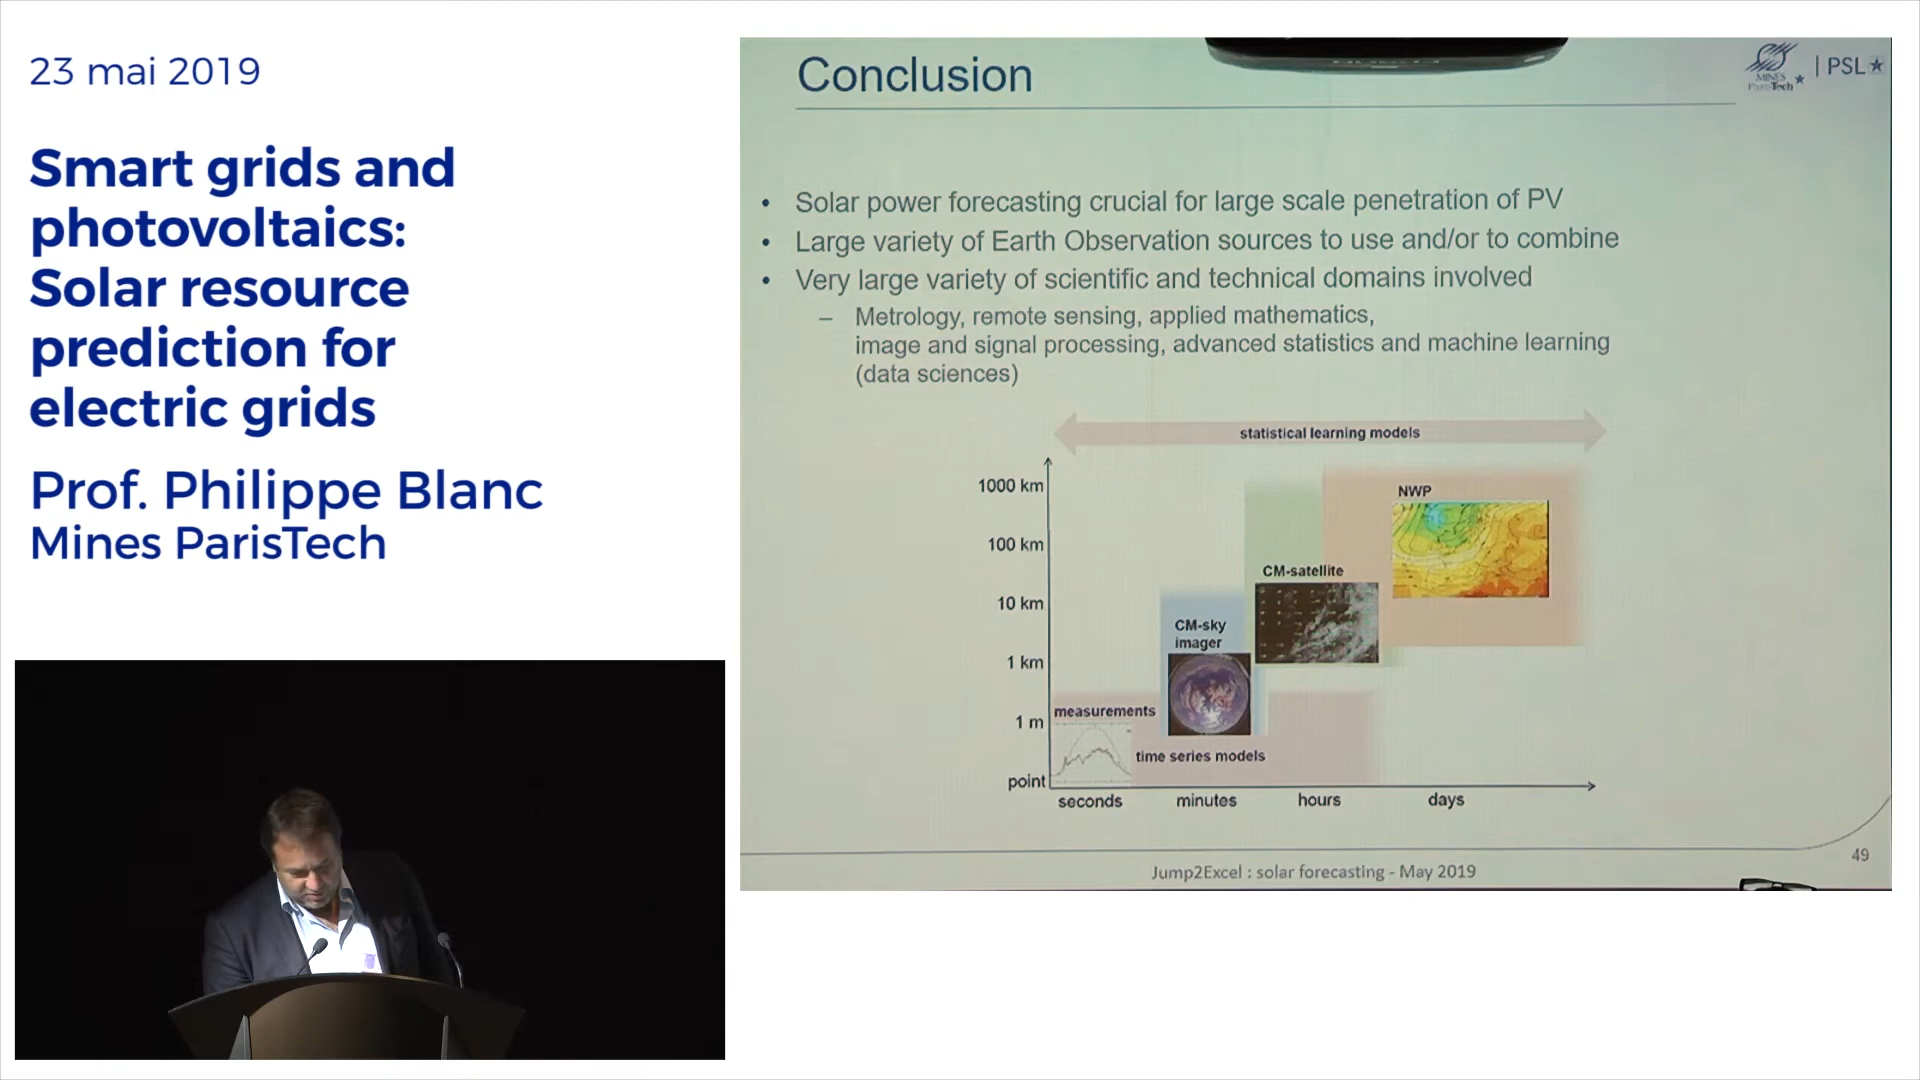 23 mai 2019
Smart grids and
photovoltaics:
Solar resource
prediction for
electric grids
Prof. Philippe Blanc
Mines ParisTech
Conclusion
MINES
ParisTech
| PSL★
• Solar power forecasting crucial for large scale penetration of PV
• Large variety of Earth Observation sources to use and/or to combine
• Very large variety of scientific and technical domains involved
– Metrology, remote sensing, applied mathematics,
image and signal processing, advanced statistics and machine learning
(data sciences)
statistical learning models
1000 km
100 km
10 km
1 km
1 m
point
NWP
CM-satellite
CM-sky
imager
measurements
time series models
seconds
minutes
hours
days
Jump2Excel : solar forecasting - May 2019
49